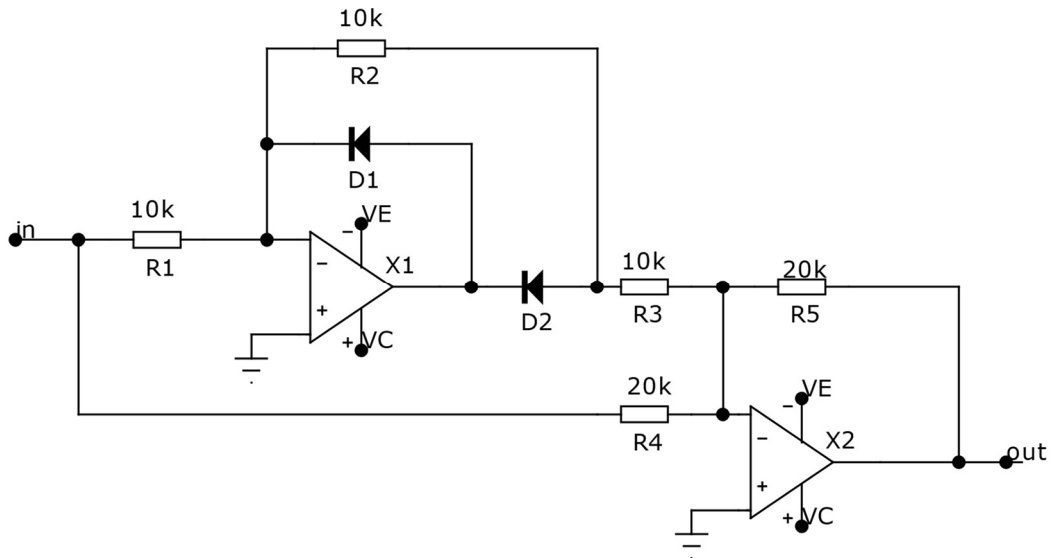 10k
R2
D1
10k
in
R1
VE
−
−
X1
+
+ VC
D2
10k
R3
20k
R5
20k
R4
VE
−
−
X2
+
+ VC
out